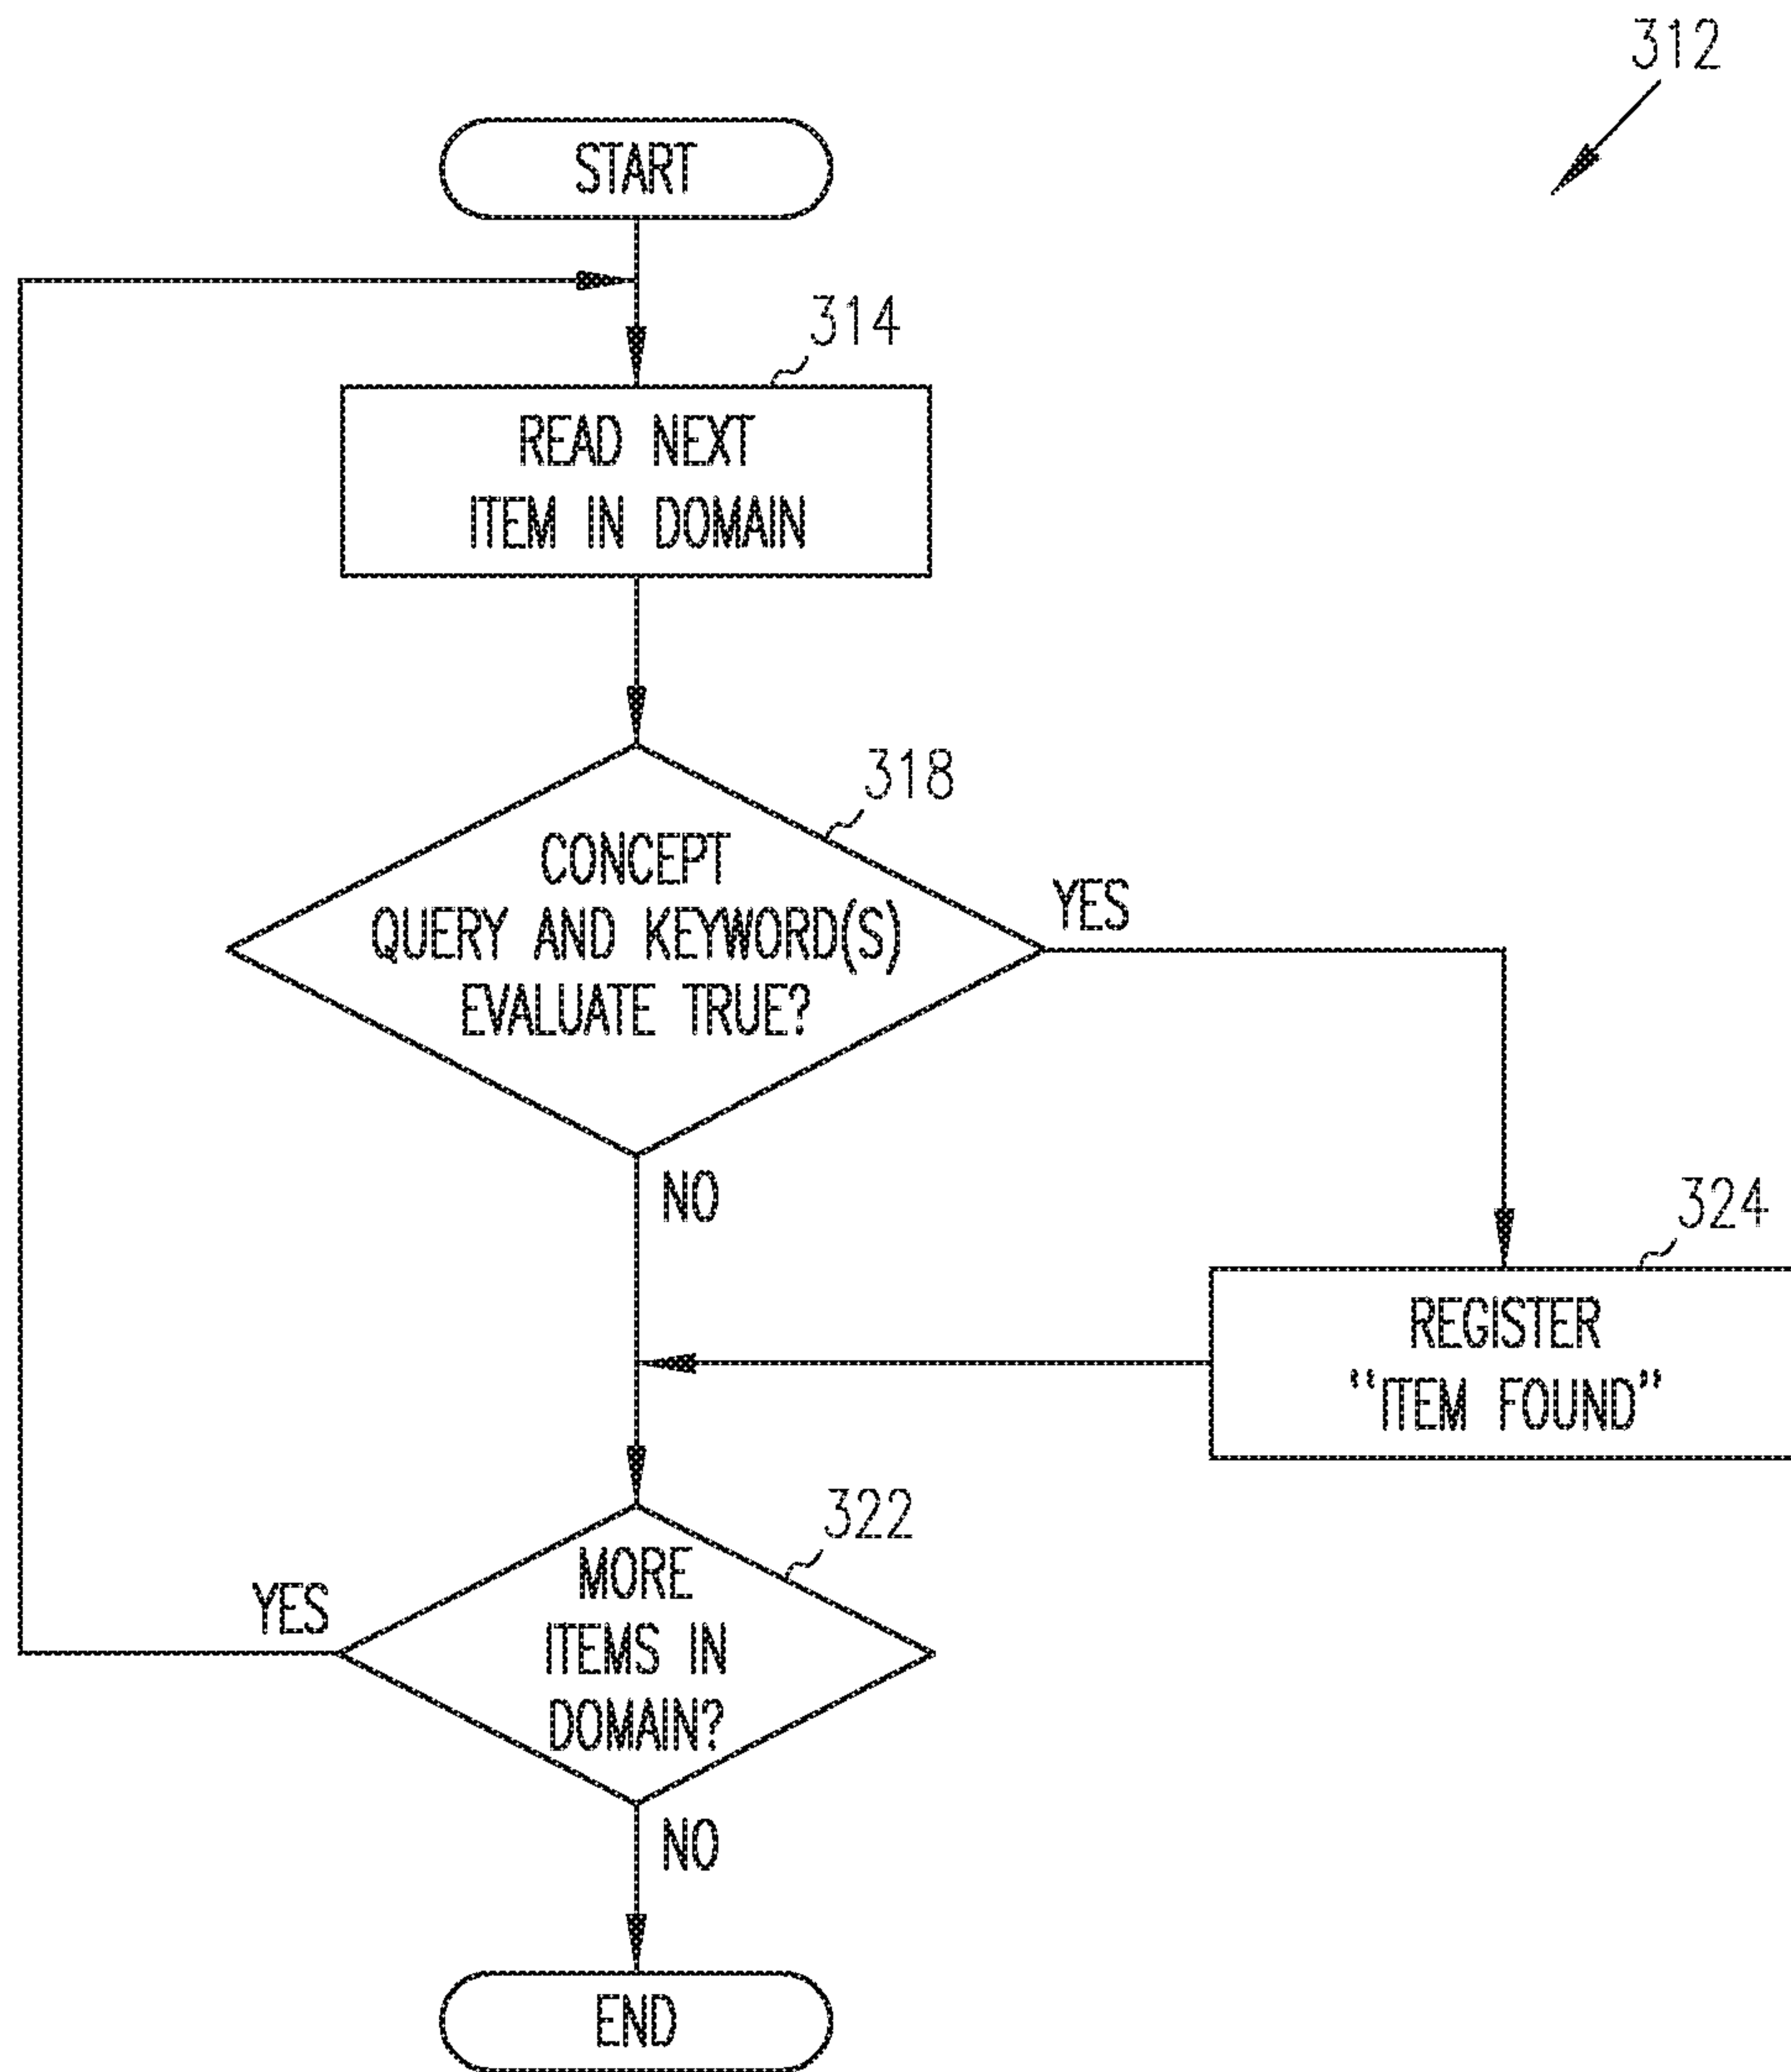 312
START
314
READ NEXT
ITEM IN DOMAIN
318
CONCEPT
QUERY AND KEYWORD(S)
EVALUATE TRUE?
YES
NO
324
REGISTER
“ITEM FOUND”
322
MORE
ITEMS IN
DOMAIN?
YES
NO
END